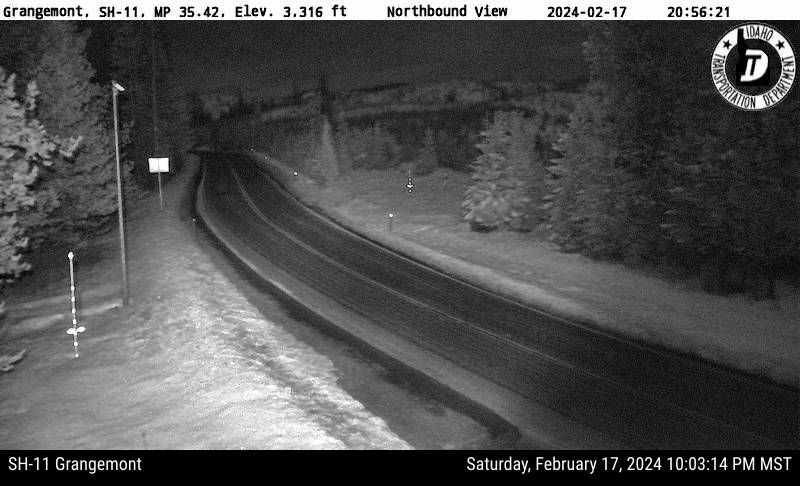 Grangemont, SH-11, MP 35.42, Elev. 3,316 ft Northbound View 2024-02-17 20:56:21
IDAHO
TRANSPORTATION DEPARTMENT
SH-11 Grangemont Saturday, February 17, 2024 10:03:14 PM MST